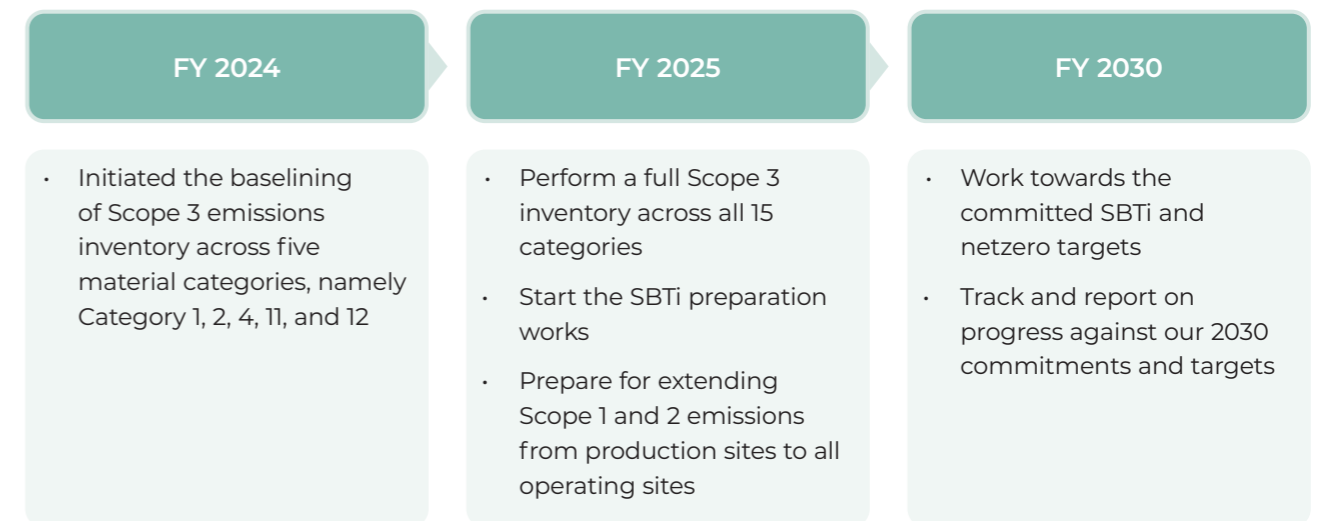 FY 2024
FY 2025
FY 2030
· Initiated the baselining
of Scope 3 emissions
inventory across five
material categories, namely
Category 1, 2, 4, 11, and 12
· Perform a full Scope 3
inventory across all 15
categories
· Start the SBTi preparation
works
· Prepare for extending
Scope 1 and 2 emissions
from production sites to all
operating sites
· Work towards the
committed SBTi and
netzero targets
· Track and report on
progress against our 2030
commitments and targets